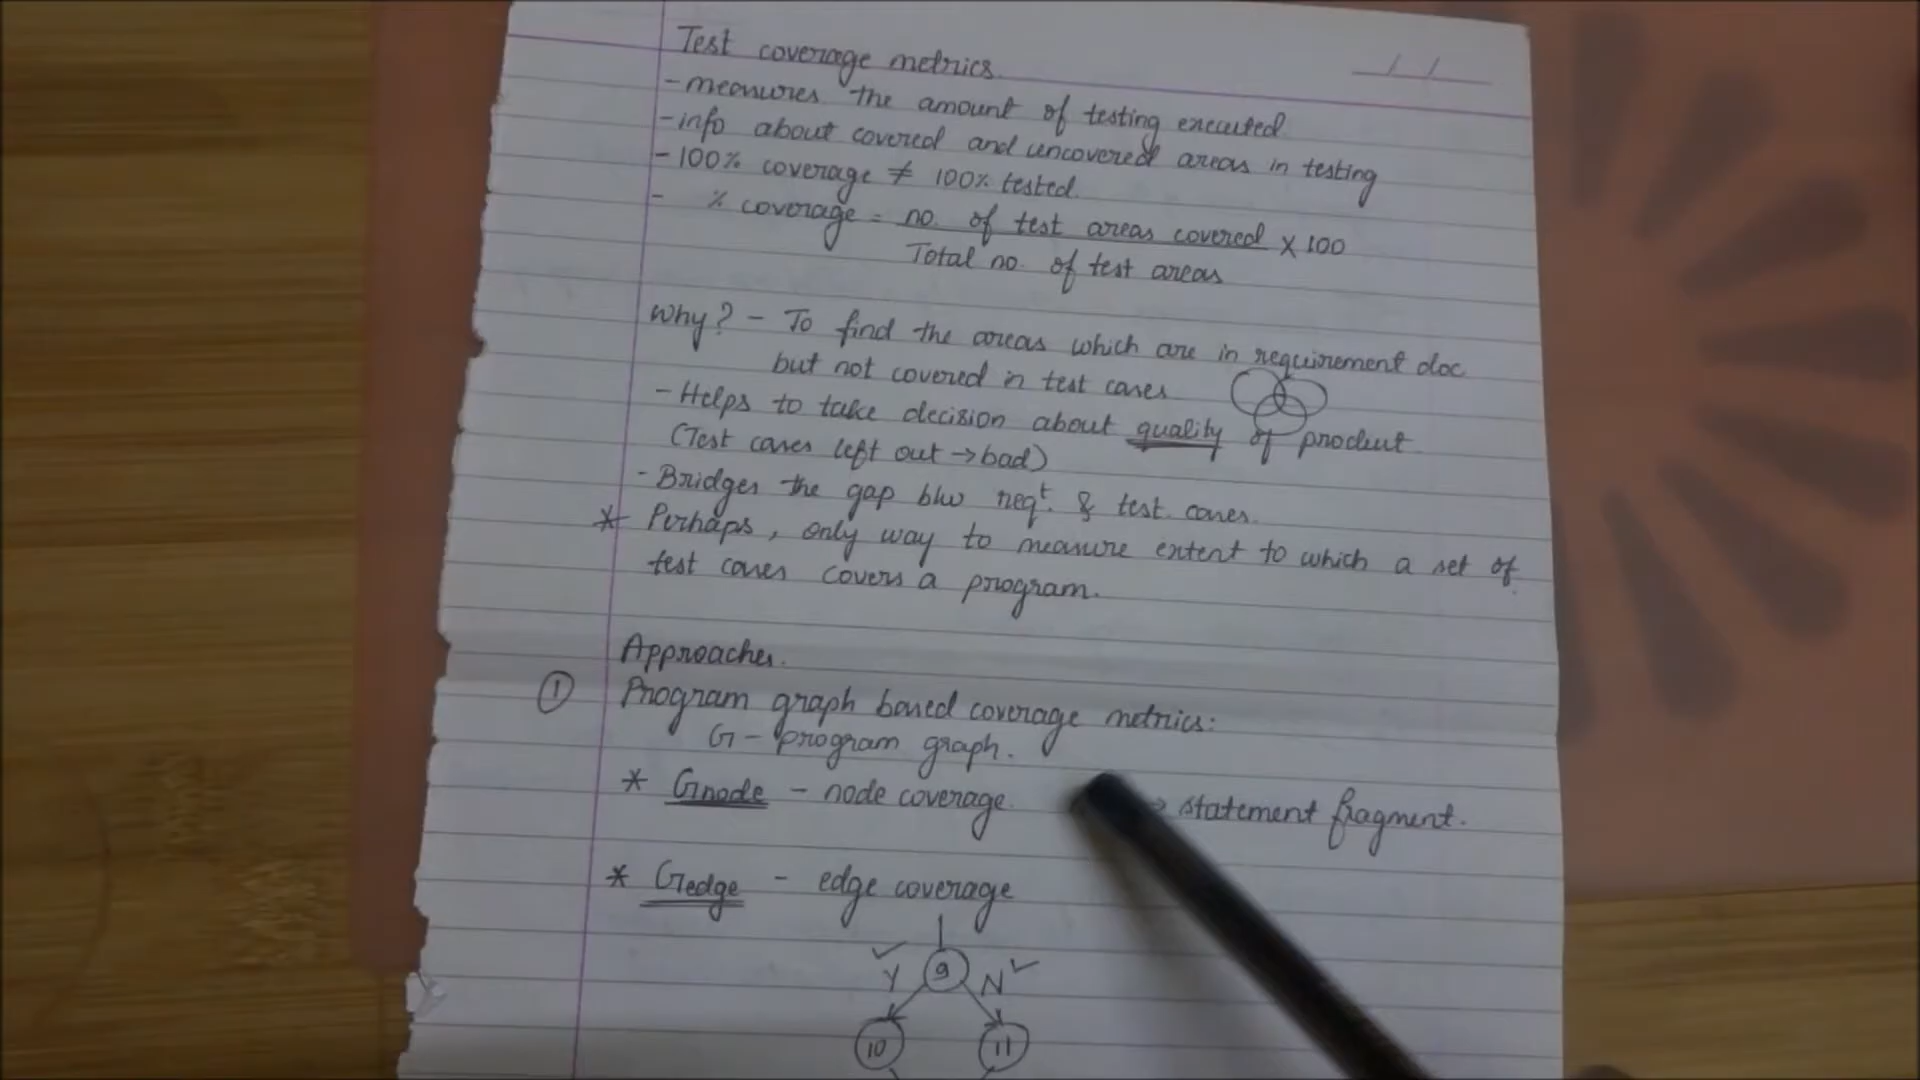 Test coverage metrics.
- measures the amount of testing executed
- info about covered and uncovered areas in testing
- 100% coverage ≠ 100% tested.
- % coverage = no. of test areas covered × 100
Total no. of test areas
Why? - To find the areas which are in requirement doc
but not covered in test cases
- Helps to take decision about quality of product
(Test cases left out → bad)
- Bridges the gap b/w reqt. & test cases.
* Perhaps, only way to measure extent to which a set of
test cases covers a program.
Approaches.
① Program graph based coverage metrics:
G - program graph.
* Gnode - node coverage. → statement fragment.
* Gedge - edge coverage
Y 9 N
10 11